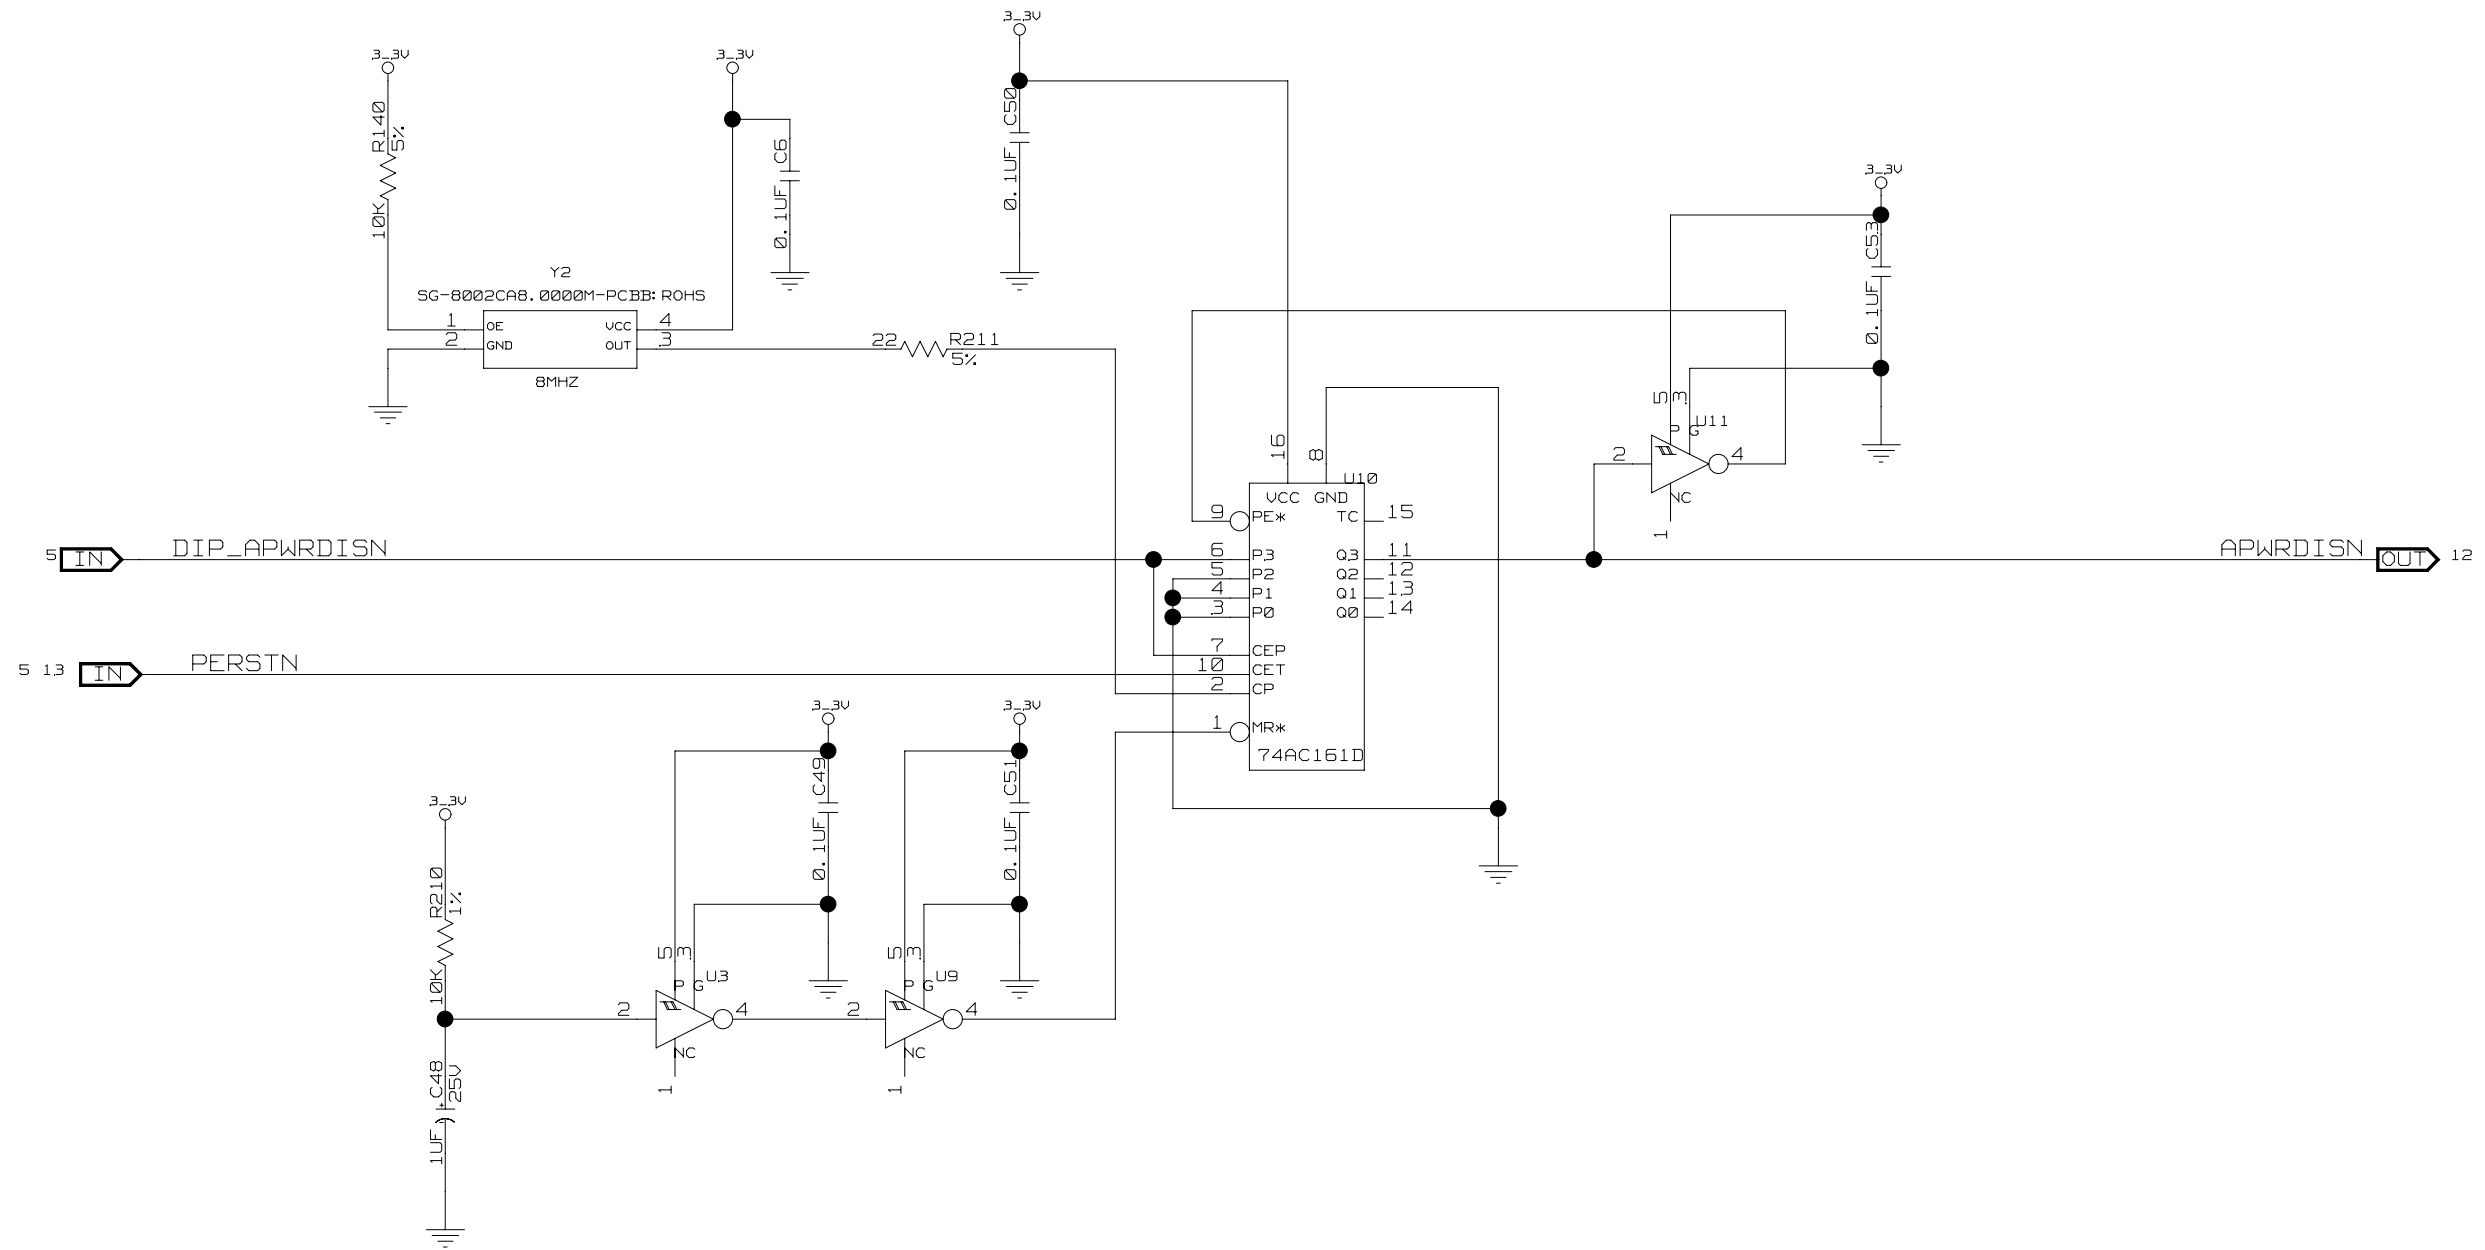 3_3V
3_3V
3_3V
R140
5%
10K
C6
0.1UF
C50
0.1UF
3_3V
C53
0.1UF
Y2
SG-8002CA8.0000M-PCBB:ROHS
1 OE VCC 4
2 GND OUT 3
8MHZ
22 R211
5%
5 3
P G U11
2 4
NC
1
16 8
U10
VCC GND
9 PE* TC 15
5 IN DIP_APWRDISN
6 P3 Q3 11
APWRDISN OUT 12
5 P2 Q2 12
4 P1 Q1 13
3 P0 Q0 14
7 CEP
5 13 IN PERSTN
10 CET
2 CP
1 MR*
74AC161D
3_3V
3_3V
C49
0.1UF
C51
0.1UF
3_3V
R210
1%
10K
5 3
P G U3
2 4
NC
1
5 3
P G U9
2 4
NC
1
+ C48
25V
1UF